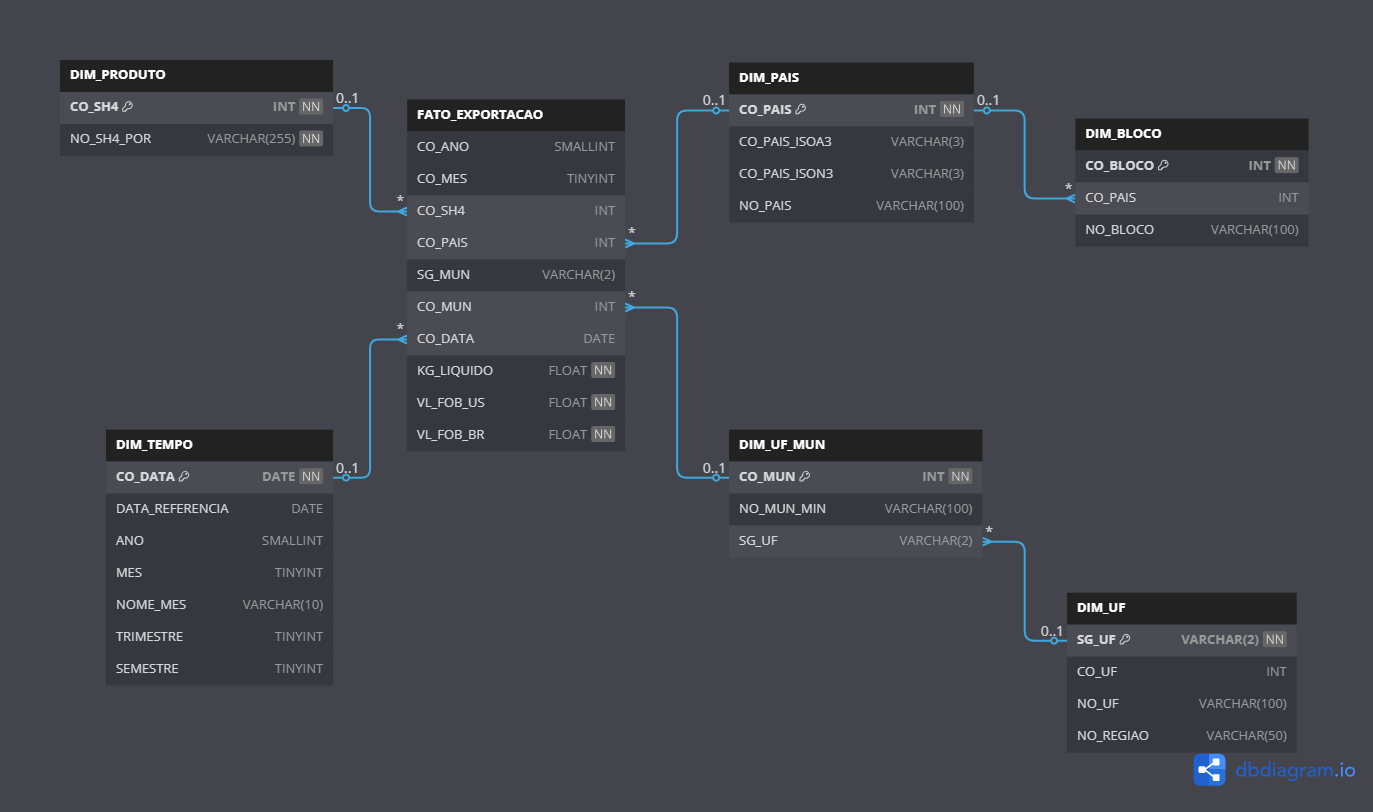 DIM_PRODUTO
CO_SH4 INT NN
NO_SH4_POR VARCHAR(255) NN
0..1
*
FATO_EXPORTACAO
CO_ANO SMALLINT
CO_MES TINYINT
CO_SH4 INT
CO_PAIS INT
SG_MUN VARCHAR(2)
CO_MUN INT
CO_DATA DATE
KG_LIQUIDO FLOAT NN
VL_FOB_US FLOAT NN
VL_FOB_BR FLOAT NN
*
0..1
DIM_PAIS
CO_PAIS INT NN
CO_PAIS_ISOA3 VARCHAR(3)
CO_PAIS_ISON3 VARCHAR(3)
NO_PAIS VARCHAR(100)
0..1
*
DIM_BLOCO
CO_BLOCO INT NN
CO_PAIS INT
NO_BLOCO VARCHAR(100)
*
0..1
DIM_TEMPO
CO_DATA DATE NN
DATA_REFERENCIA DATE
ANO SMALLINT
MES TINYINT
NOME_MES VARCHAR(10)
TRIMESTRE TINYINT
SEMESTRE TINYINT
*
0..1
DIM_UF_MUN
CO_MUN INT NN
NO_MUN_MIN VARCHAR(100)
SG_UF VARCHAR(2)
*
0..1
DIM_UF
SG_UF VARCHAR(2) NN
CO_UF INT
NO_UF VARCHAR(100)
NO_REGIAO VARCHAR(50)
dbdiagram.io